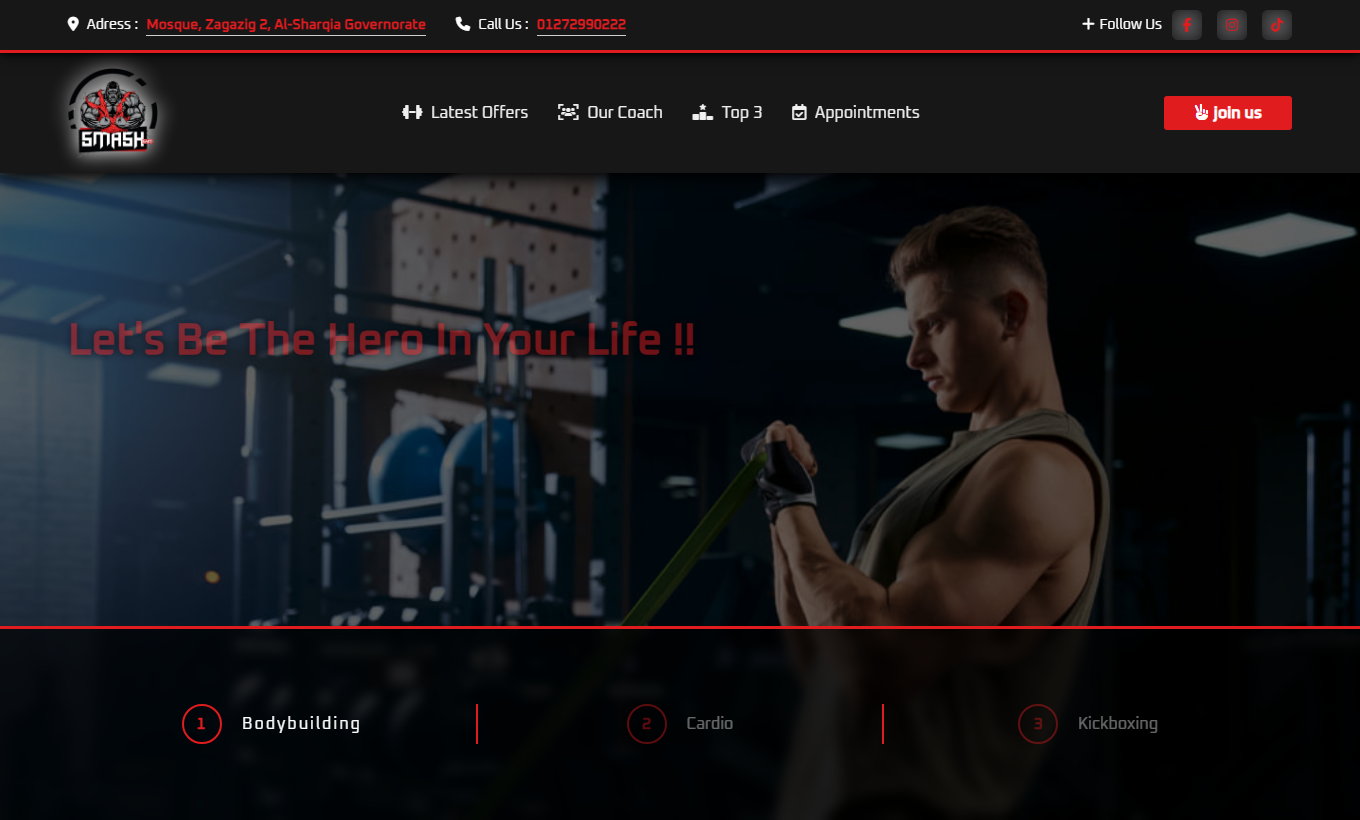 Adress : Mosque, Zagazig 2, Al-Sharqia Governorate Call Us : 01272990222 Follow Us
SMASH
Latest Offers Our Coach Top 3 Appointments Join us
Let's Be The Hero In Your Life !!
1 Bodybuilding 2 Cardio 3 Kickboxing